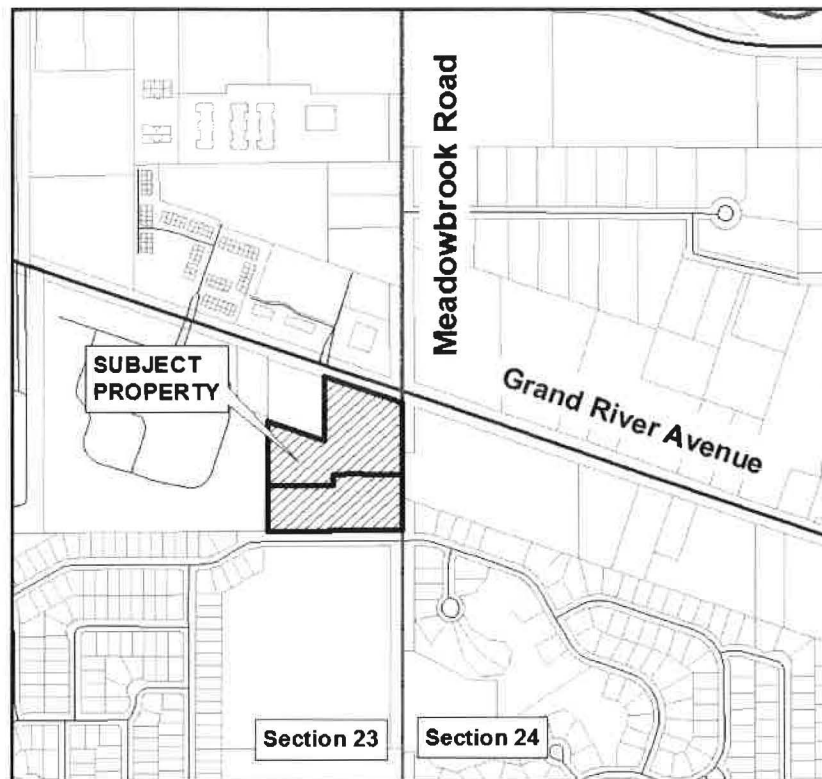 Meadowbrook Road
SUBJECT
PROPERTY
Grand River Avenue
Section 23
Section 24